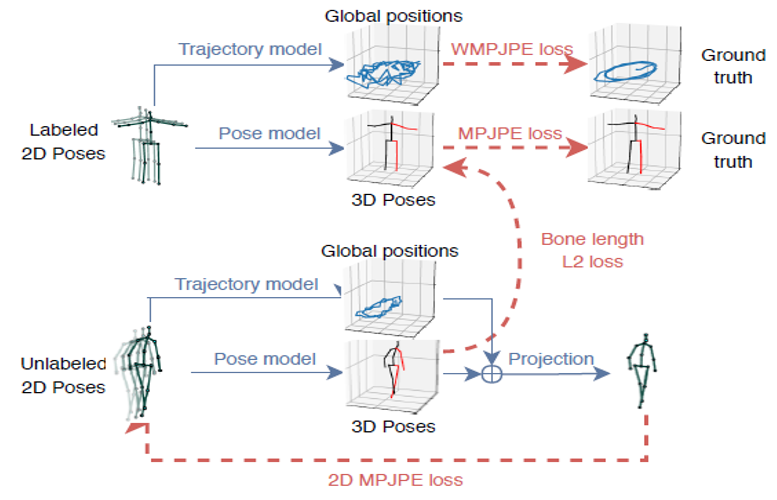 Global positions
Trajectory model
WMPJPE loss
Ground
truth
Labeled
2D Poses
Pose model
MPJPE loss
Ground
truth
3D Poses
Bone length
L2 loss
Global positions
Trajectory model
Unlabeled
2D Poses
Pose model
Projection
3D Poses
2D MPJPE loss